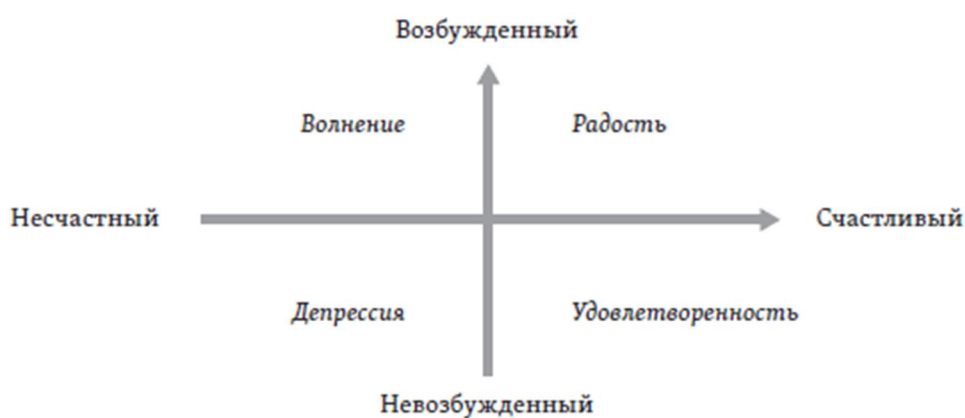 Возбужденный
Волнение
Радость
Несчастный
Счастливый
Депрессия
Удовлетворенность
Невозбужденный